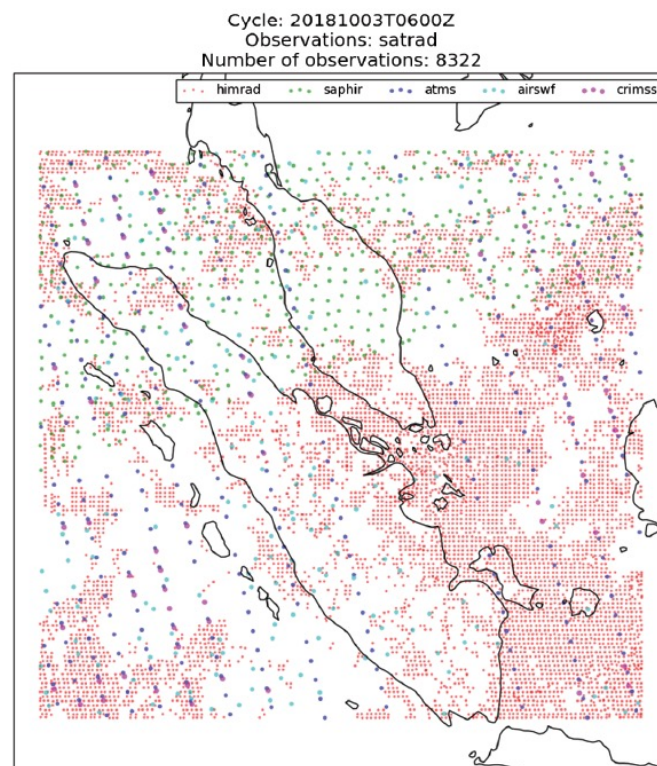 Cycle: 20181003T0600Z
Observations: satrad
Number of observations: 8322
himrad saphir atms airswf crimss